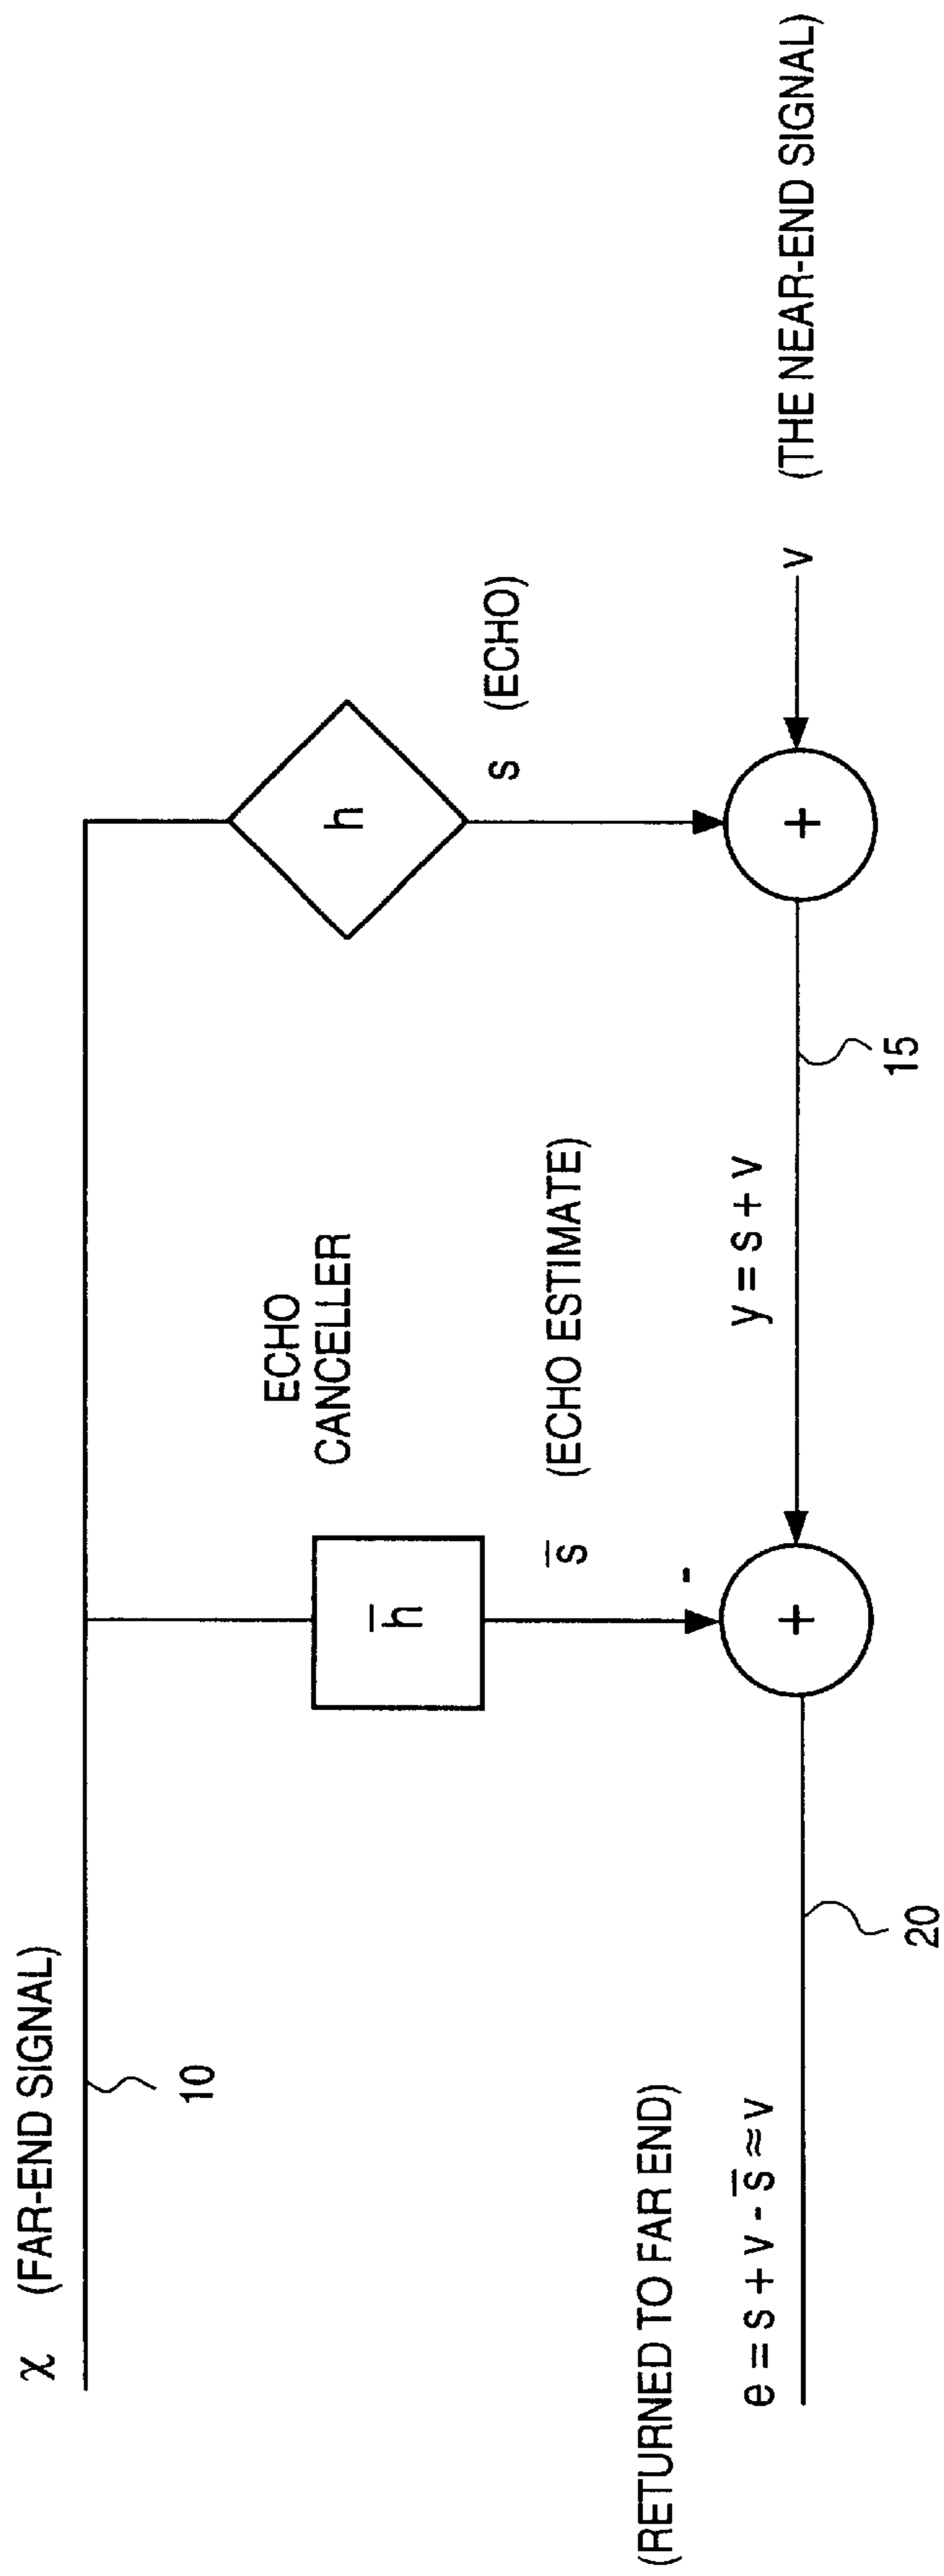 χ (FAR-END SIGNAL)
10
ECHO
CANCELLER
h̅
h
s̅ (ECHO ESTIMATE)
s (ECHO)
-
(RETURNED TO FAR END)
e = s + v - s̅ ≈ v
20
+
y = s + v
15
+
v (THE NEAR-END SIGNAL)